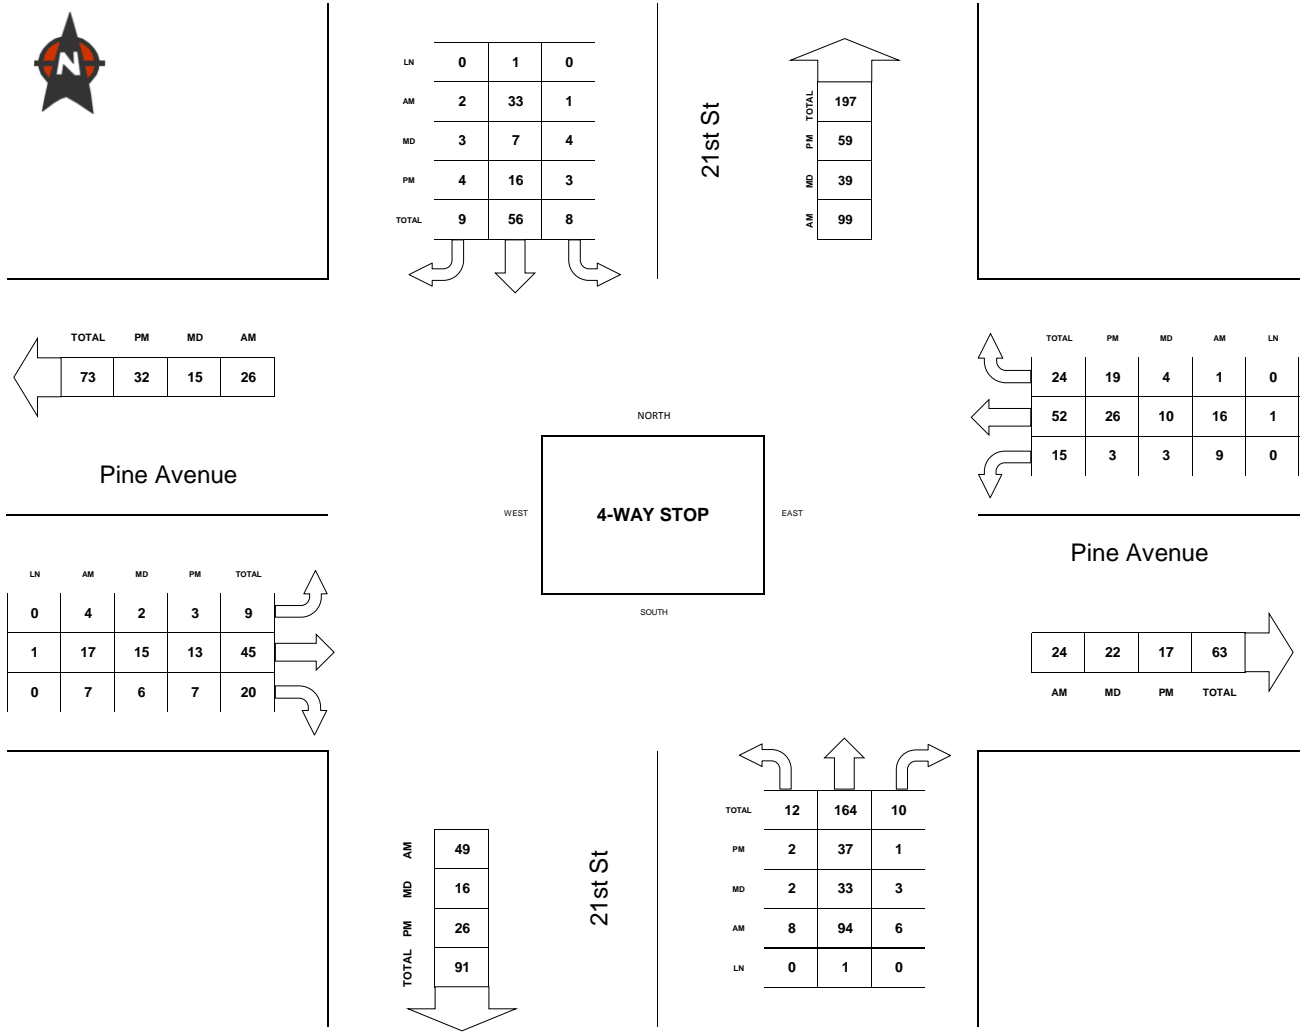 N
LN 0 1 0
AM 2 33 1
MD 3 7 4
PM 4 16 3
TOTAL 9 56 8
21st St
TOTAL 197
PM 59
MD 39
AM 99
TOTAL PM MD AM
73 32 15 26
Pine Avenue
TOTAL PM MD AM LN
24 19 4 1 0
52 26 10 16 1
15 3 3 9 0
NORTH
WEST
4-WAY STOP
EAST
SOUTH
Pine Avenue
LN AM MD PM TOTAL
0 4 2 3 9
1 17 15 13 45
0 7 6 7 20
24 22 17 63
AM MD PM TOTAL
AM 49
MD 16
PM 26
TOTAL 91
21st St
TOTAL 12 164 10
PM 2 37 1
MD 2 33 3
AM 8 94 6
LN 0 1 0